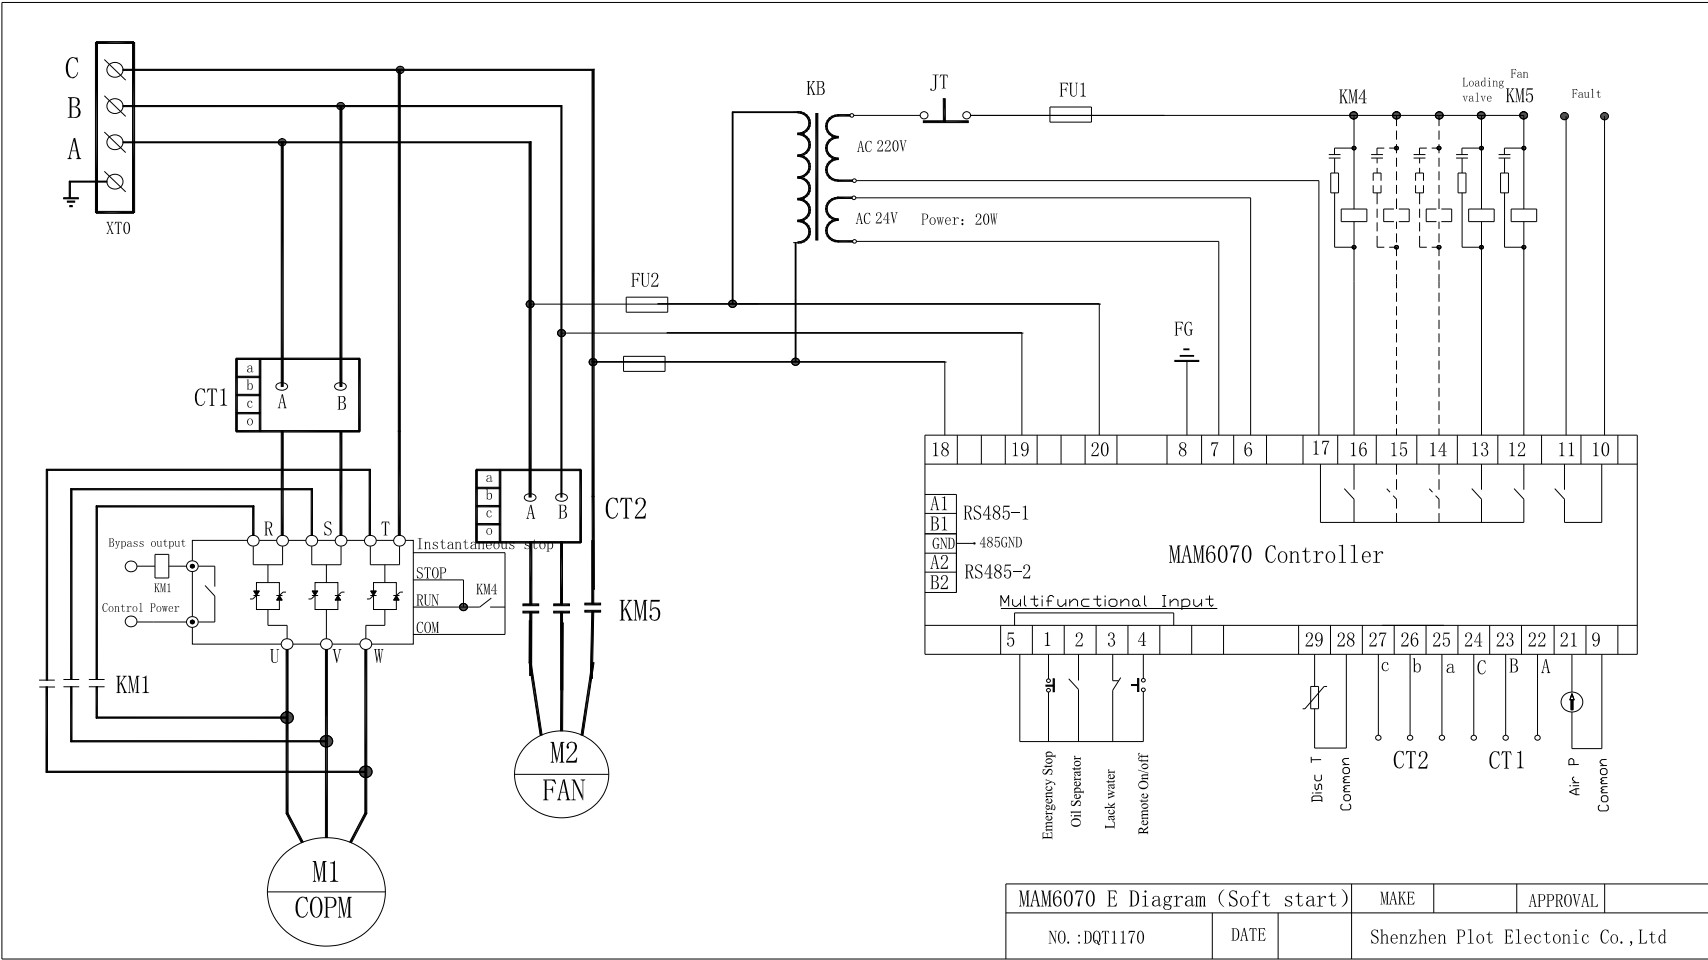 C
B
A
XT0
KB
JT
FU1
AC 220V
AC 24V
Power: 20W
KM4
Loading
valve
Fan
KM5
Fault
FU2
FG
CT1
a
b
c
o
A
B
CT2
a
b
c
o
A
B
18
19
20
8
7
6
17
16
15
14
13
12
11
10
A1
B1
GND
A2
B2
RS485-1
485GND
RS485-2
MAM6070 Controller
Multifunctional Input
5
1
2
3
4
29
28
27
26
25
24
23
22
21
9
c
b
a
C
B
A
CT2
CT1
Emergency Stop
Oil Seperator
Lack water
Remote On/off
Disc T
Common
Air P
Common
R
S
T
Bypass output
KM1
Control Power
Instantaneous stop
STOP
RUN
COM
KM4
U
V
W
KM1
KM5
M2
FAN
M1
COPM
MAM6070 E Diagram (Soft start)
MAKE
APPROVAL
NO.:DQT1170
DATE
Shenzhen Plot Electonic Co.,Ltd